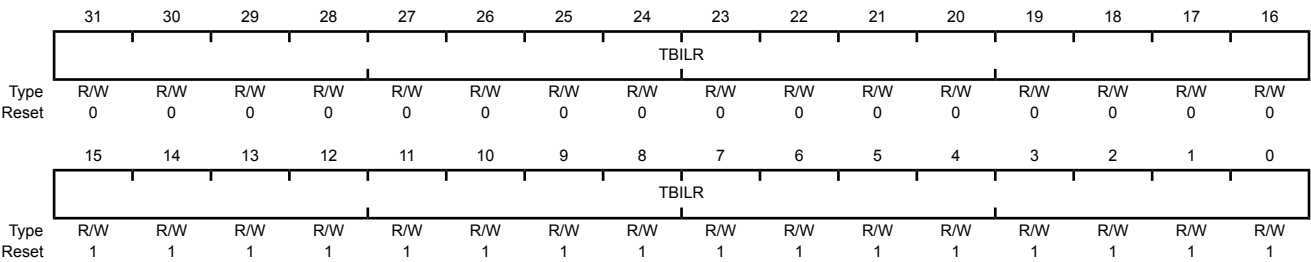 31 30 29 28 27 26 25 24 23 22 21 20 19 18 17 16
TBILR
Type R/W R/W R/W R/W R/W R/W R/W R/W R/W R/W R/W R/W R/W R/W R/W R/W
Reset 0 0 0 0 0 0 0 0 0 0 0 0 0 0 0 0
15 14 13 12 11 10 9 8 7 6 5 4 3 2 1 0
TBILR
Type R/W R/W R/W R/W R/W R/W R/W R/W R/W R/W R/W R/W R/W R/W R/W R/W
Reset 1 1 1 1 1 1 1 1 1 1 1 1 1 1 1 1